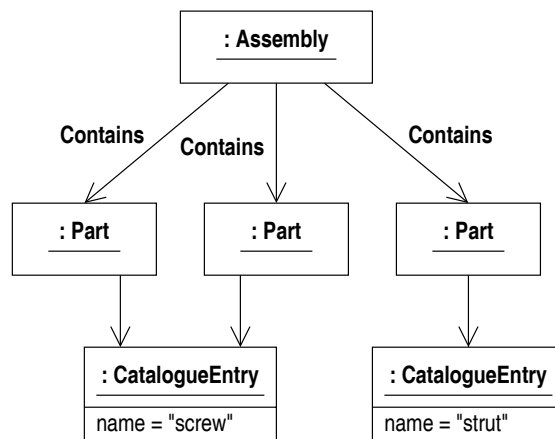 : Assembly
Contains
Contains
Contains
: Part
: Part
: Part
: CatalogueEntry
name = "screw"
: CatalogueEntry
name = "strut"